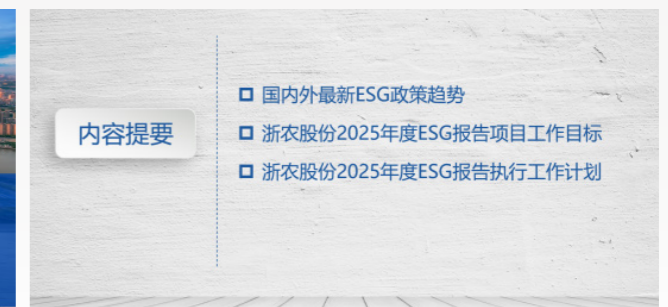 内容提要
国内外最新ESG政策趋势
浙农股份2025年度ESG报告项目工作目标
浙农股份2025年度ESG报告执行工作计划